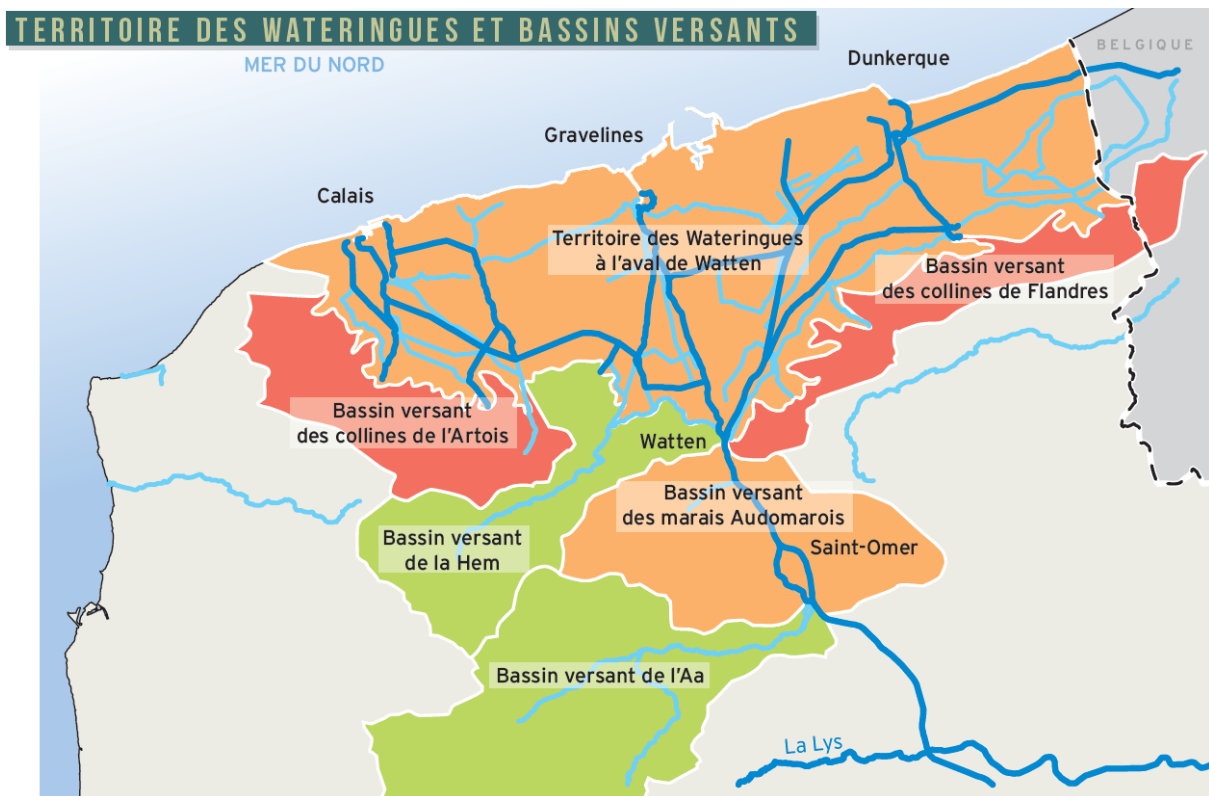 TERRITOIRE DES WATERINGUES ET BASSINS VERSANTS
MER DU NORD
BELGIQUE
Dunkerque
Gravelines
Calais
Territoire des Wateringues
à l'aval de Watten
Bassin versant
des collines de Flandres
Bassin versant
des collines de l'Artois
Watten
Bassin versant
des marais Audomarois
Bassin versant
de la Hem
Saint-Omer
Bassin versant de l'Aa
La Lys